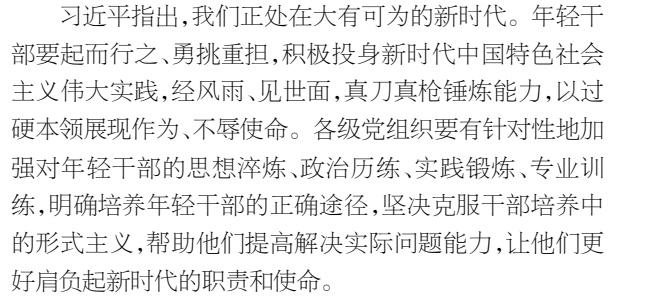 习近平指出,我们正处在大有可为的新时代。年轻干
部要起而行之、勇挑重担,积极投身新时代中国特色社会
主义伟大实践,经风雨、见世面,真刀真枪锤炼能力,以过
硬本领展现作为、不辱使命。各级党组织要有针对性地加
强对年轻干部的思想淬炼、政治历练、实践锻炼、专业训
练,明确培养年轻干部的正确途径,坚决克服干部培养中
的形式主义,帮助他们提高解决实际问题能力,让他们更
好肩负起新时代的职责和使命。